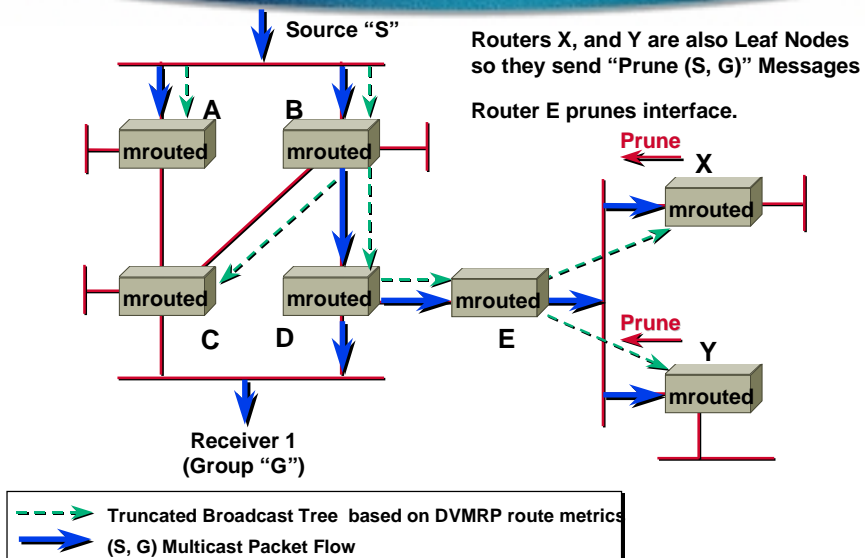 Source “S”
Routers X, and Y are also Leaf Nodes
so they send “Prune (S, G)” Messages
Router E prunes interface.
A
B
mrouted
mrouted
Prune
X
mrouted
mrouted
mrouted
mrouted
C
D
E
Prune
Y
mrouted
Receiver 1
(Group “G”)
Truncated Broadcast Tree based on DVMRP route metrics
(S, G) Multicast Packet Flow